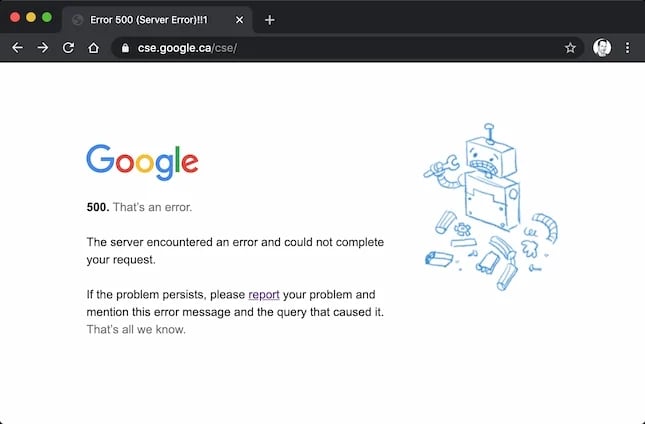 Error 500 (Server Error)!!1
cse.google.ca/cse/
Google
500. That’s an error.
The server encountered an error and could not complete
your request.
If the problem persists, please report your problem and
mention this error message and the query that caused it.
That’s all we know.